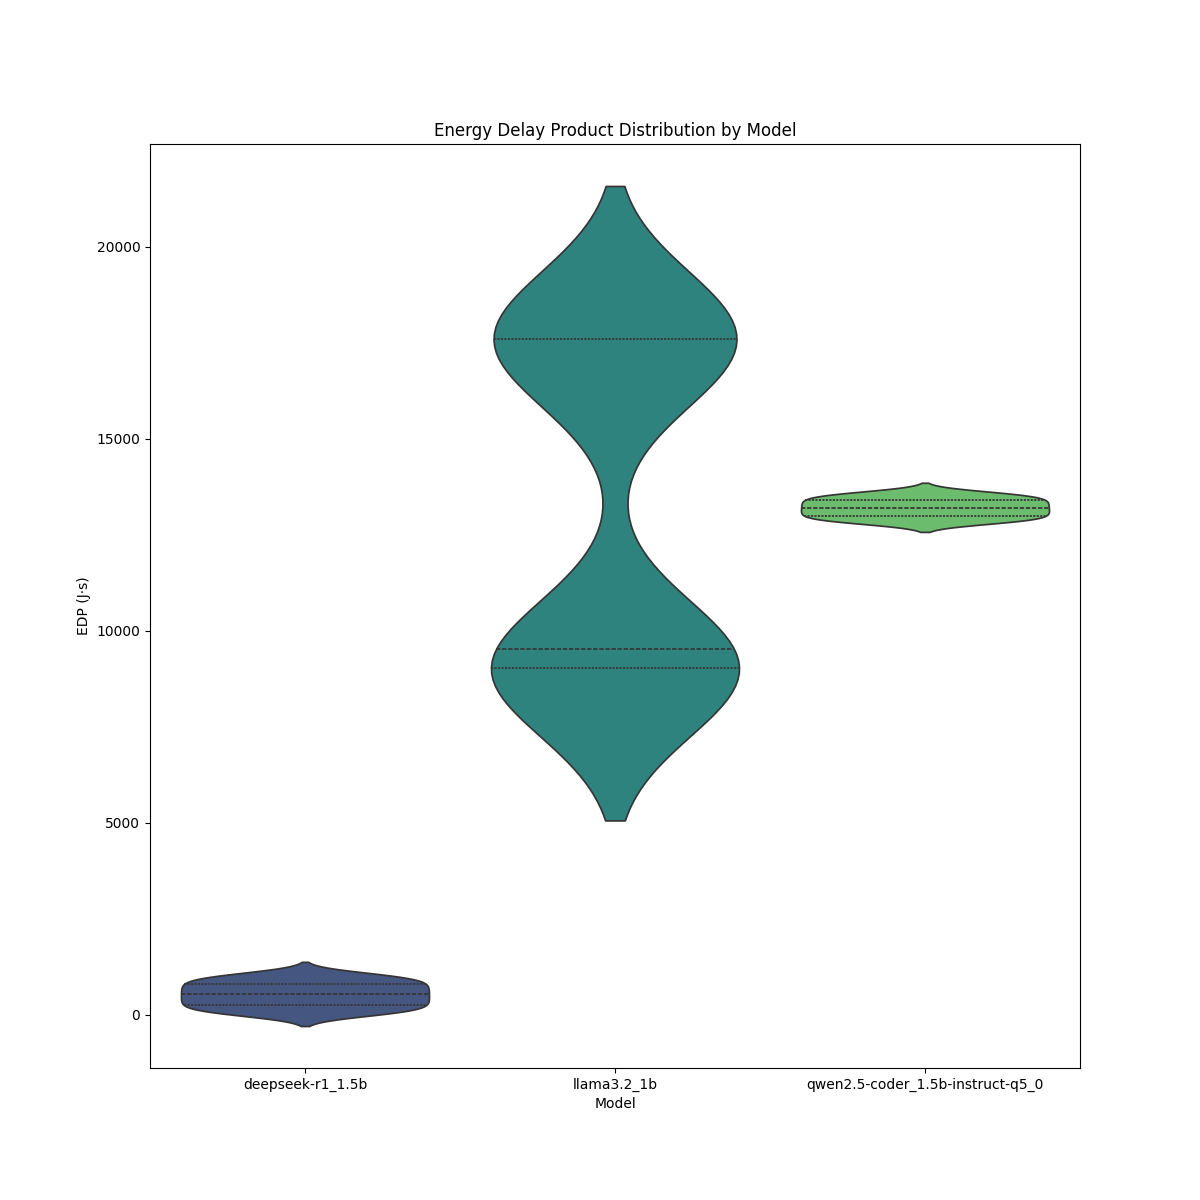 Energy Delay Product Distribution by Model
20000
15000
10000
5000
0
EDP (J·s)
deepseek-r1_1.5b
llama3.2_1b
qwen2.5-coder_1.5b-instruct-q5_0
Model